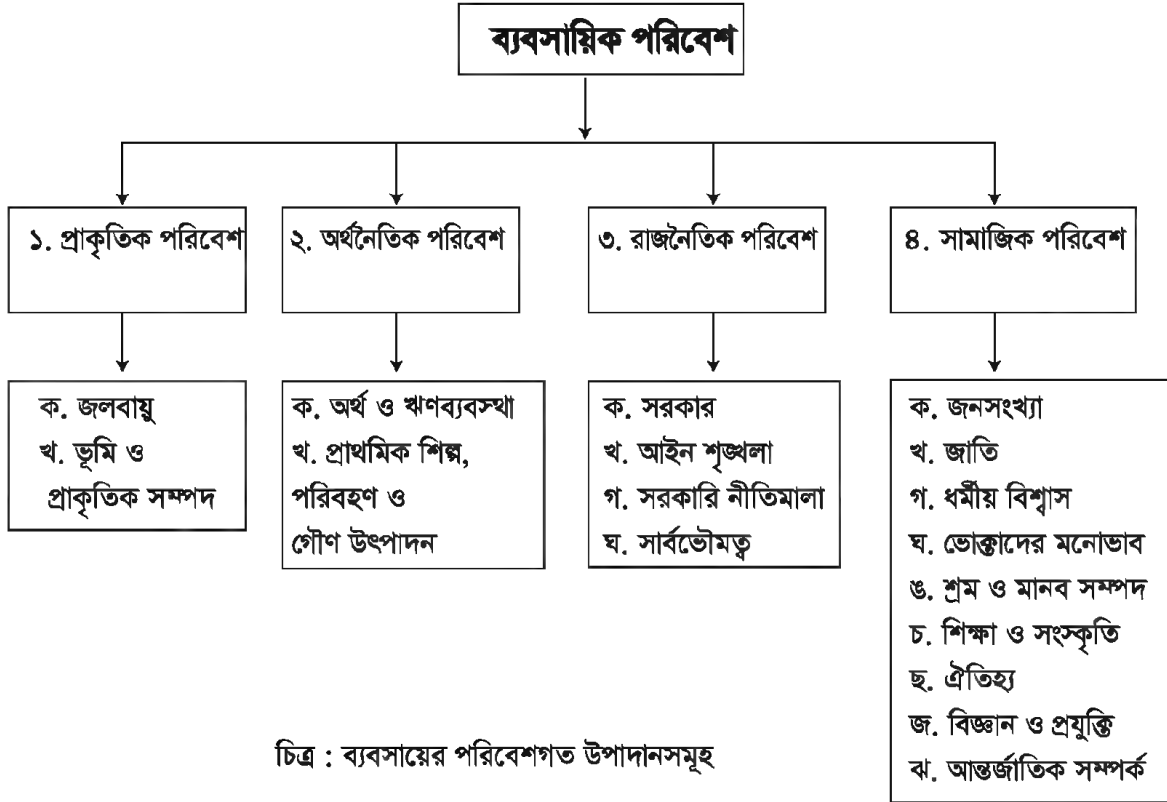 ব্যবসায়িক পরিবেশ
১. প্রাকৃতিক পরিবেশ
২. অর্থনৈতিক পরিবেশ
৩. রাজনৈতিক পরিবেশ
৪. সামাজিক পরিবেশ
ক. জলবায়ু
খ. ভূমি ও
প্রাকৃতিক সম্পদ
ক. অর্থ ও ঋণব্যবস্থা
খ. প্রাথমিক শিল্প,
পরিবহণ ও
গৌণ উৎপাদন
ক. সরকার
খ. আইন শৃঙ্খলা
গ. সরকারি নীতিমালা
ঘ. সার্বভৌমত্ব
ক. জনসংখ্যা
খ. জাতি
গ. ধর্মীয় বিশ্বাস
ঘ. ভোক্তাদের মনোভাব
ঙ. শ্রম ও মানব সম্পদ
চ. শিক্ষা ও সংস্কৃতি
ছ. ঐতিহ্য
জ. বিজ্ঞান ও প্রযুক্তি
ঝ. আন্তর্জাতিক সম্পর্ক
চিত্র : ব্যবসায়ের পরিবেশগত উপাদানসমূহ